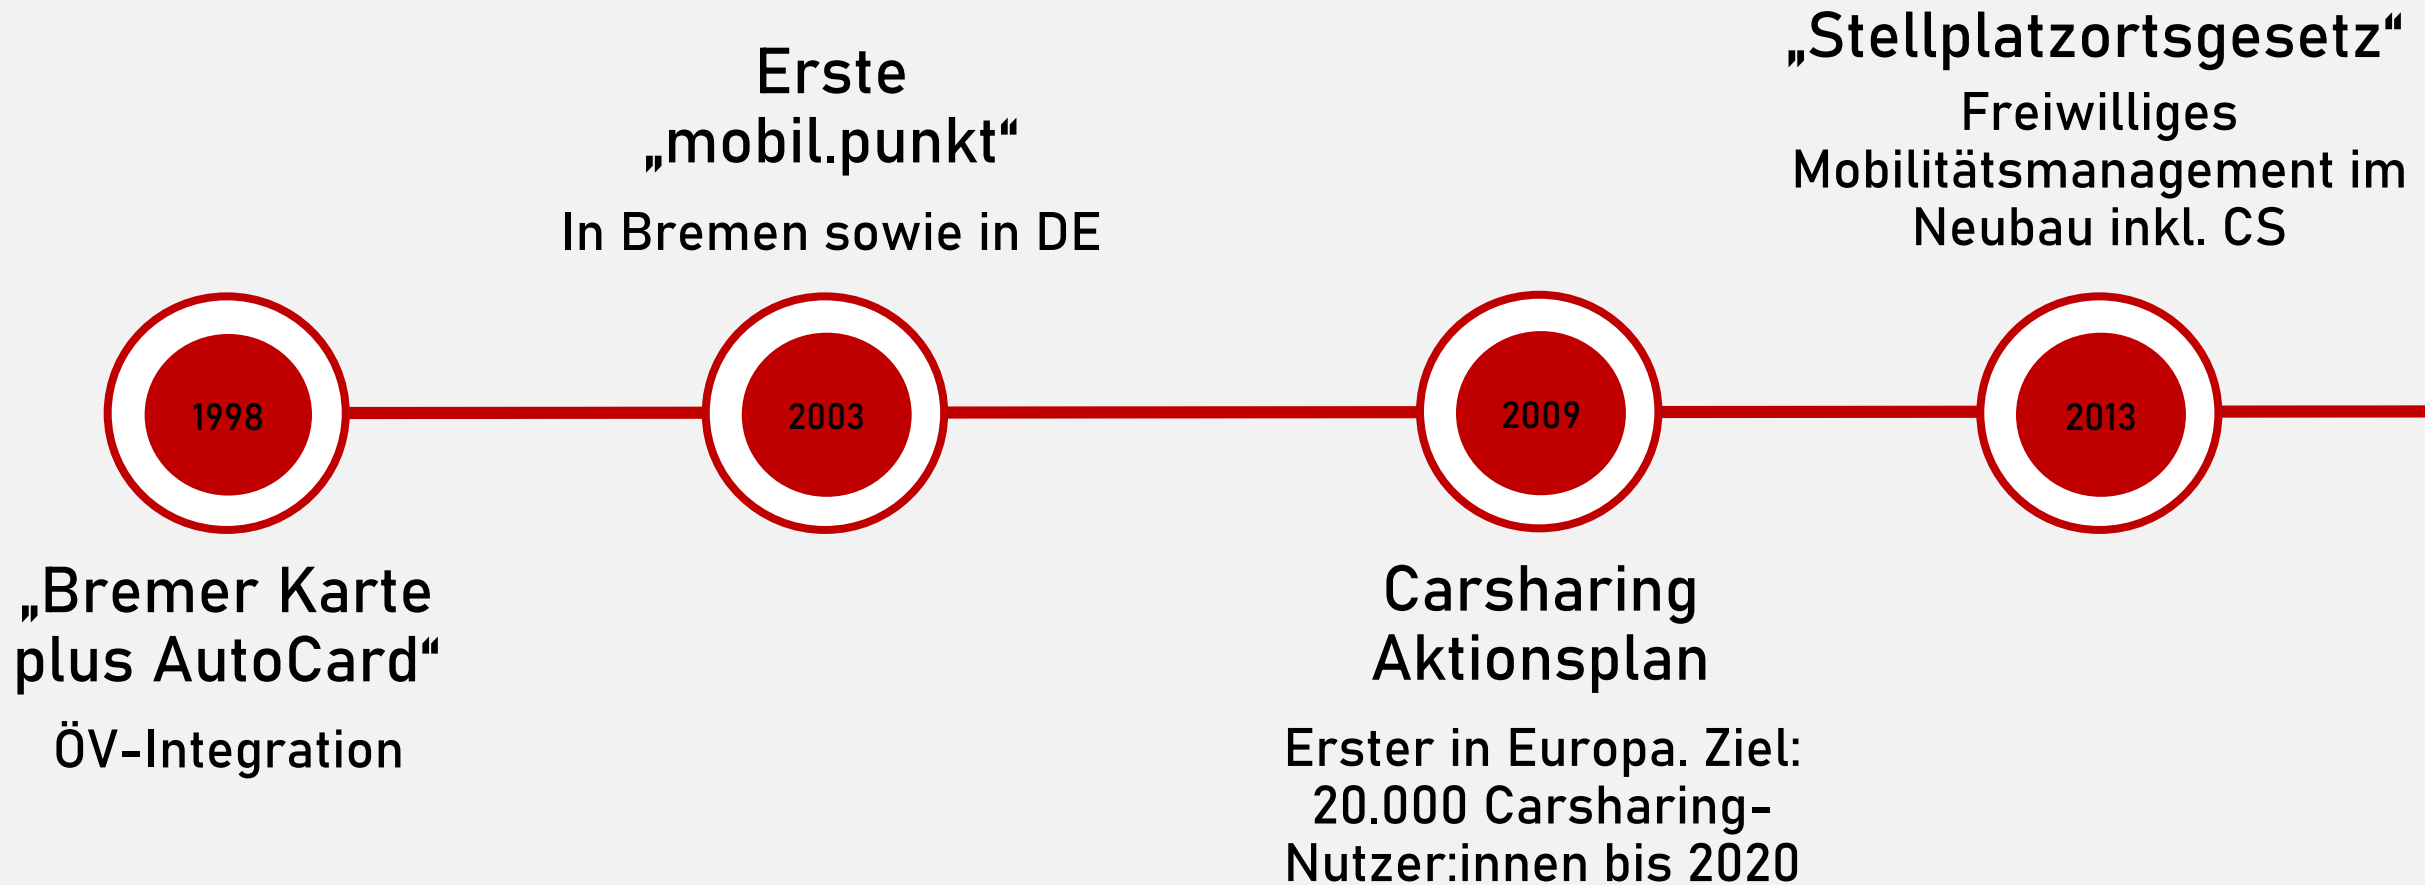 1998
„Bremer Karte
plus AutoCard“
ÖV-Integration
Erste
„mobil.punkt“
In Bremen sowie in DE
2003
2009
Carsharing
Aktionsplan
Erster in Europa. Ziel:
20.000 Carsharing-
Nutzer:innen bis 2020
„Stellplatzortsgesetz“
Freiwilliges
Mobilitätsmanagement im
Neubau inkl. CS
2013